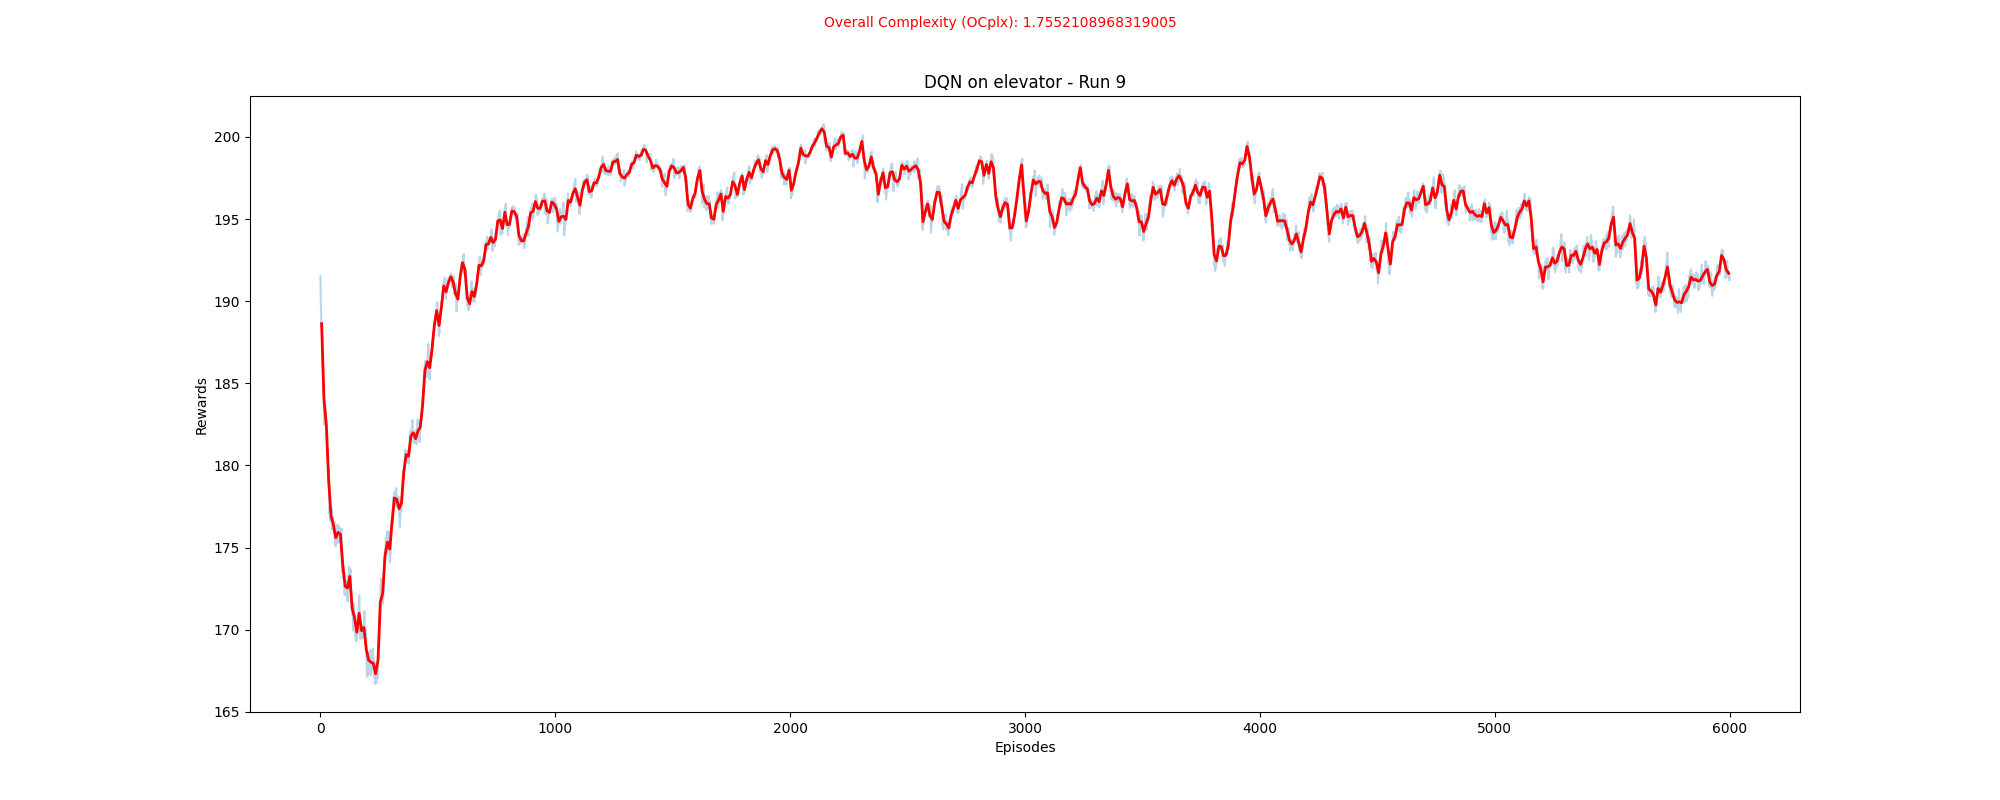 Overall Complexity (OCplx): 1.7552108968319005
DQN on elevator - Run 9
200
195
190
185
180
175
170
165
Rewards
0 1000 2000 3000 4000 5000 6000
Episodes